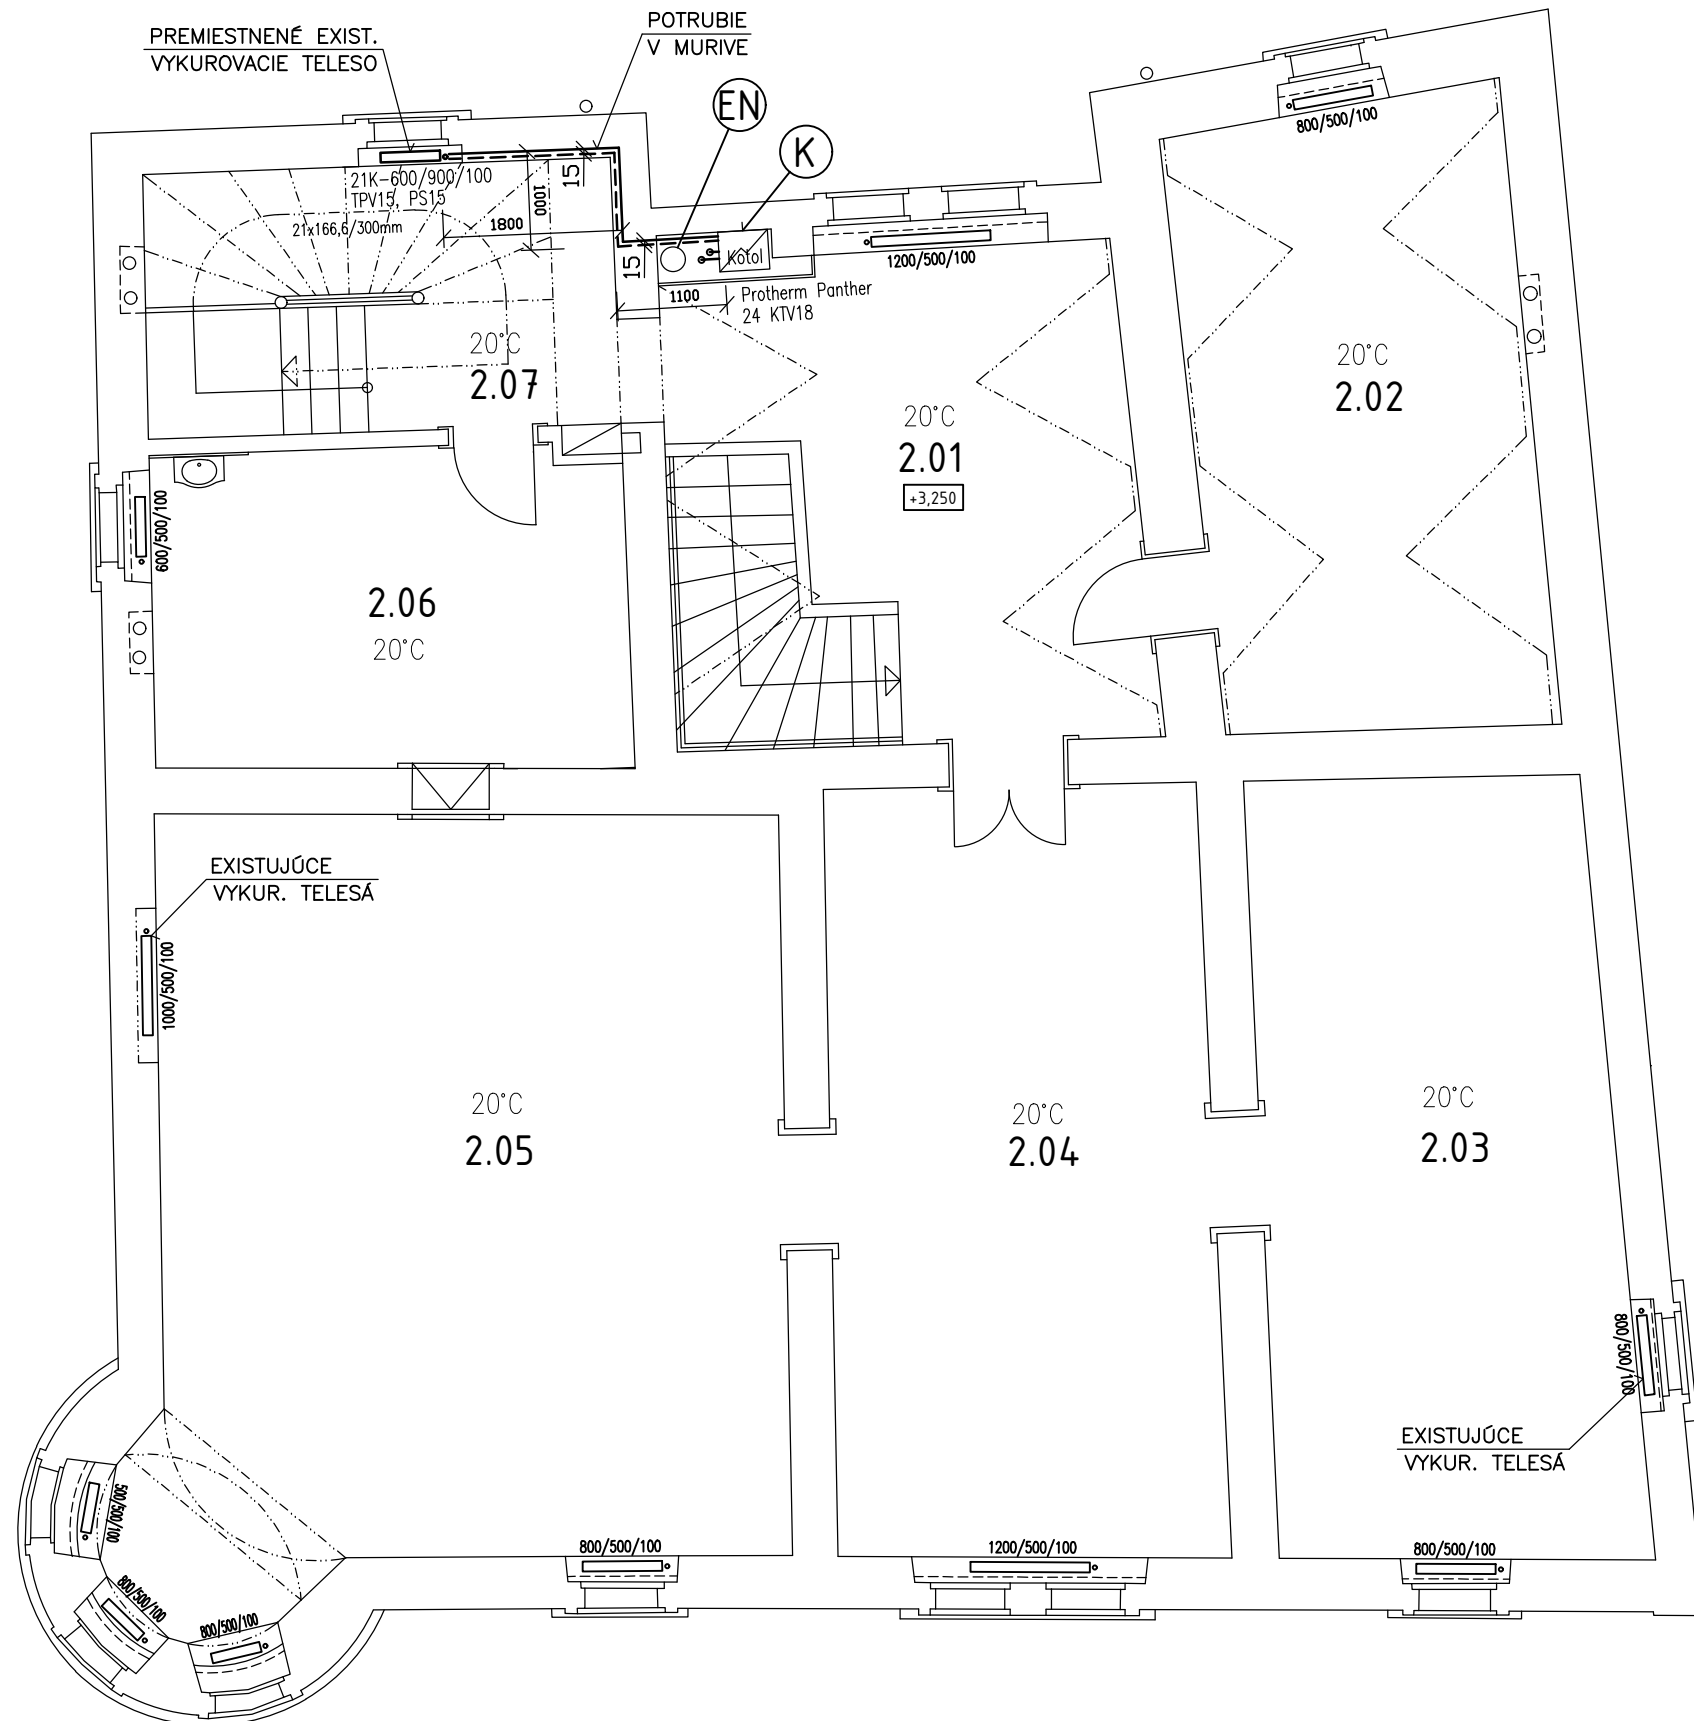 PREMIESTNENÉ EXIST.
VYKUROVACIE TELESO
POTRUBIE
V MURIVE
EN
K
800/500/100
21K-600/900/100
TPV15, PS15
21x166,6/300mm
1800
1000
15
15
Kotol
1200/500/100
1100
Protherm Panther
24 KTV18
20°C
2.07
20°C
2.01
+3,250
20°C
2.02
600/500/100
2.06
20°C
EXISTUJÚCE
VYKUR. TELESÁ
1000/500/100
20°C
2.05
20°C
2.04
20°C
2.03
800/500/100
EXISTUJÚCE
VYKUR. TELESÁ
500/500/100
800/500/100
800/500/100
800/500/100
1200/500/100
800/500/100